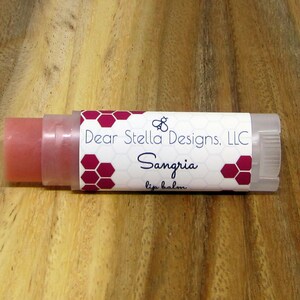 Dear Stella Designs, LLC
Sangria
lip balm